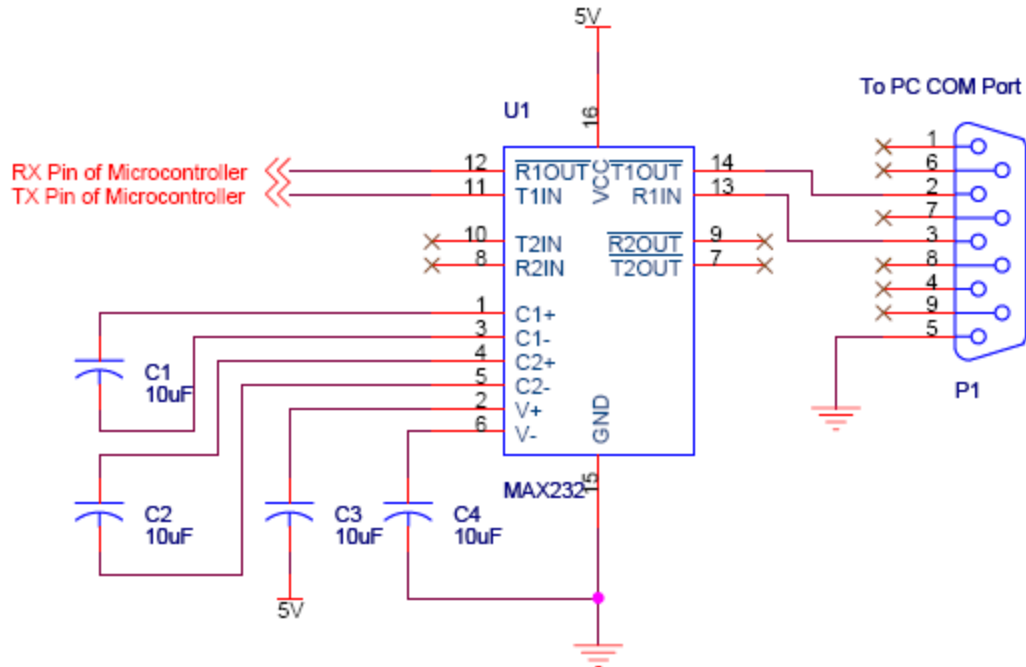 5V
To PC COM Port
U1
16
RX Pin of Microcontroller
TX Pin of Microcontroller
12 R1OUT VCC T1OUT 14
11 T1IN R1IN 13
10 T2IN R2OUT 9
8 R2IN T2OUT 7
1 C1+
3 C1-
4 C2+
5 C2-
2 V+
6 V-
GND
15
MAX232
1
6
2
7
3
8
4
9
5
P1
C1
10uF
C2
10uF
C3
10uF
C4
10uF
5V